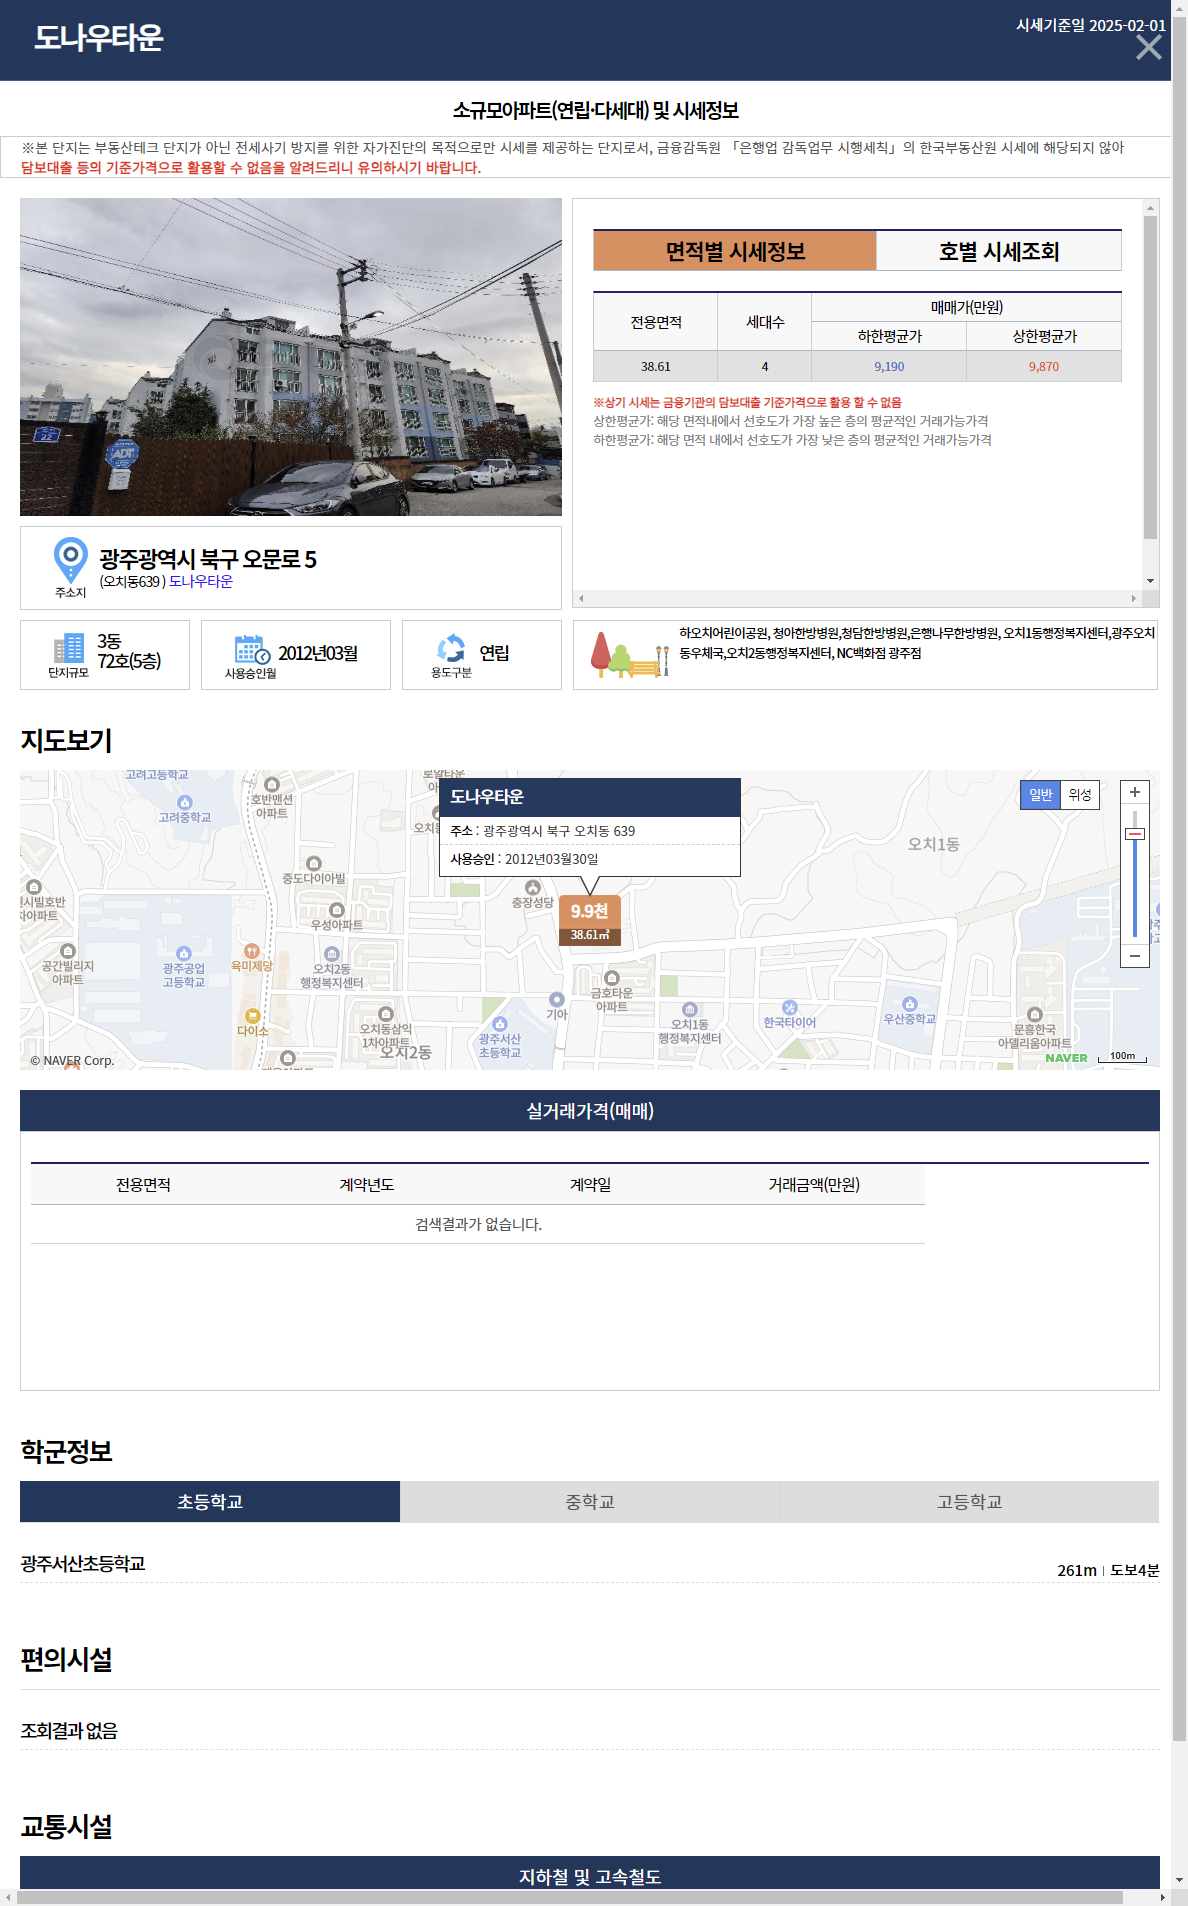 도나우타운
시세기준일 2025-02-01
소규모아파트(연립·다세대) 및 시세정보
※본 단지는 부동산테크 단지가 아닌 전세사기 방지를 위한 자가진단의 목적으로만 시세를 제공하는 단지로서, 금융감독원 「은행업 감독업무 시행세칙」의 한국부동산원 시세에 해당되지 않아
담보대출 등의 기준가격으로 활용할 수 없음을 알려드리니 유의하시기 바랍니다.
면적별 시세정보 호별 시세조회
전용면적 세대수 매매가(만원)
하한평균가 상한평균가
38.61 4 9,190 9,870
※상기 시세는 금융기관의 담보대출 기준가격으로 활용 할 수 없음
상한평균가: 해당 면적내에서 선호도가 가장 높은 층의 평균적인 거래가능가격
하한평균가: 해당 면적 내에서 선호도가 가장 낮은 층의 평균적인 거래가능가격
22
ADT
주소지
광주광역시 북구 오문로 5
(오치동639 ) 도나우타운
단지규모
3동
72호(5층)
사용승인월
2012년03월
용도구분
연립
하오치어린이공원, 청아한방병원,청담한방병원,은행나무한방병원, 오치1동행정복지센터,광주오치
동우체국,오치2동행정복지센터, NC백화점 광주점
지도보기
고려고등학교
고려중학교
호반맨션
아파트
로얄타운
도나우타운
주소 : 광주광역시 북구 오치동 639
사용승인 : 2012년03월30일
일반 위성
오치1동
중도다이아빌
우성아파트
충장성당
9.9천
38.61㎡
시빌호반
차아파트
공간빌리지
아파트
광주공업
고등학교
육미제당
오치2동
행정복지센터
다이소
오치동삼익
1차아파트
오치2동
기아
광주서산
초등학교
금호타운
아파트
오치1동
행정복지센터
한국타이어
우산중학교
문흥한국
아델리움아파트
© NAVER Corp.
NAVER
100m
실거래가격(매매)
전용면적 계약년도 계약일 거래금액(만원)
검색결과가 없습니다.
학군정보
초등학교 중학교 고등학교
광주서산초등학교
261m | 도보4분
편의시설
조회결과 없음
교통시설
지하철 및 고속철도